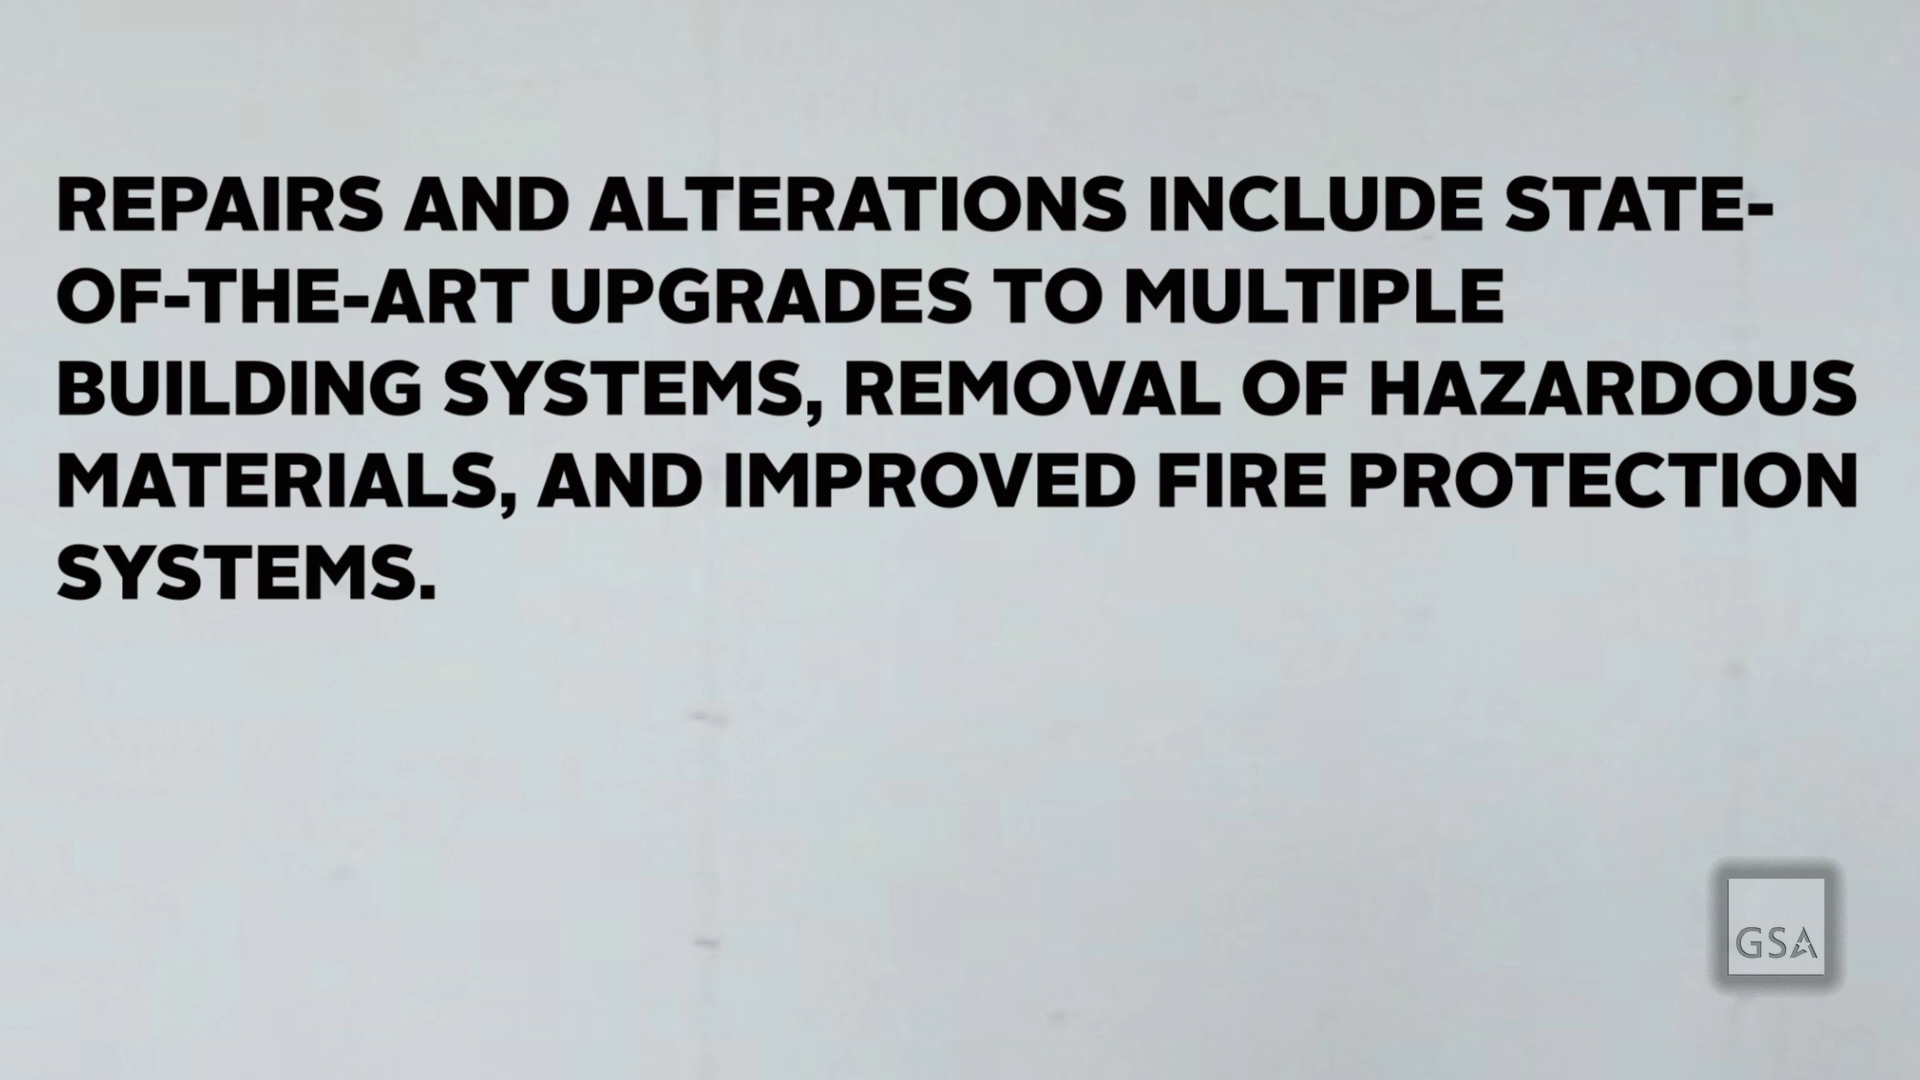 REPAIRS AND ALTERATIONS INCLUDE STATE-
OF-THE-ART UPGRADES TO MULTIPLE
BUILDING SYSTEMS, REMOVAL OF HAZARDOUS
MATERIALS, AND IMPROVED FIRE PROTECTION
SYSTEMS.
GSA